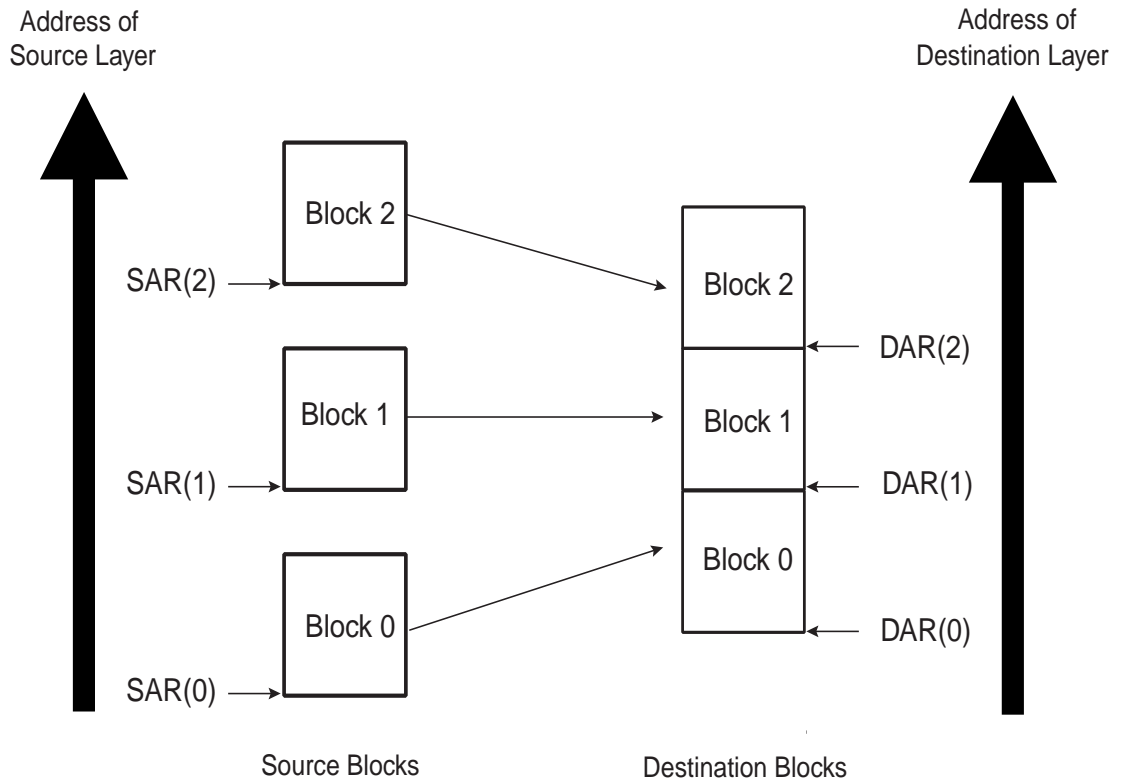 Address of
Source Layer
Address of
Destination Layer
Block 2
SAR(2)
Block 2
DAR(2)
Block 1
Block 1
SAR(1)
DAR(1)
Block 0
Block 0
SAR(0)
DAR(0)
Source Blocks
Destination Blocks